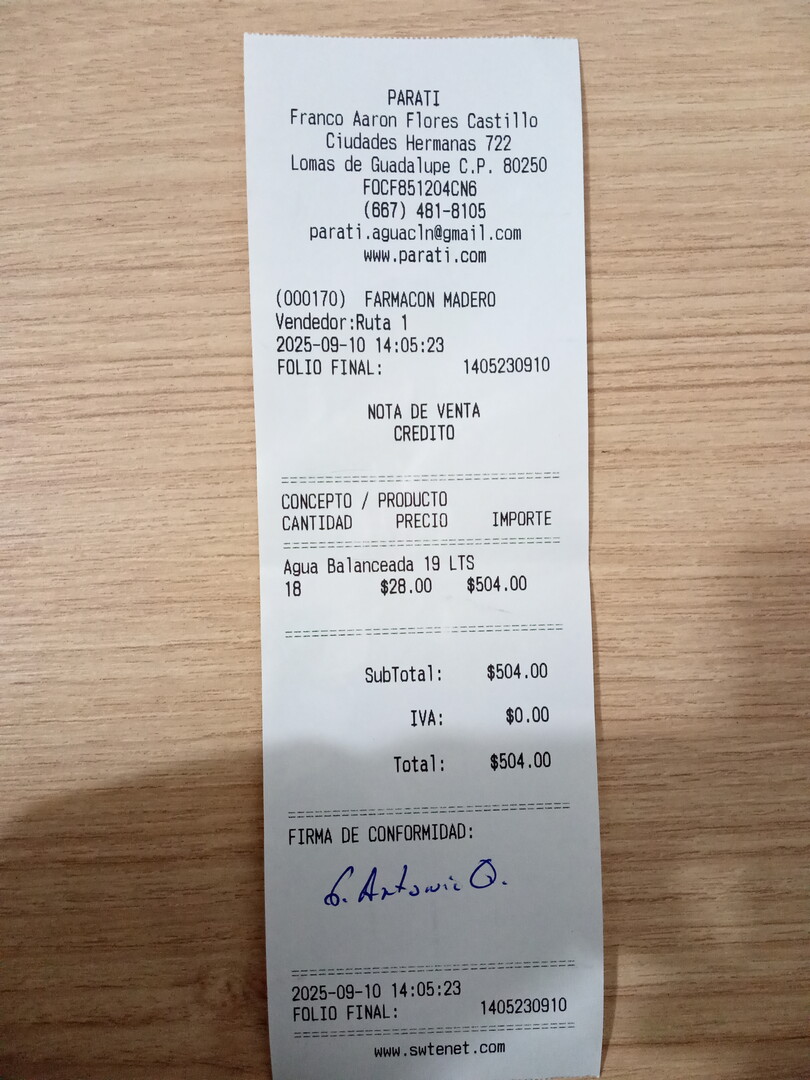 PARATI
Franco Aaron Flores Castillo
Ciudades Hermanas 722
Lomas de Guadalupe C.P. 80250
FOCF851204CN6
(667) 481-8105
parati.aguacln@gmail.com
www.parati.com
(000170) FARMACON MADERO
Vendedor:Ruta 1
2025-09-10 14:05:23
FOLIO FINAL: 1405230910
NOTA DE VENTA
CREDITO
CONCEPTO / PRODUCTO
CANTIDAD PRECIO IMPORTE
Agua Balanceada 19 LTS
18 $28.00 $504.00
SubTotal: $504.00
IVA: $0.00
Total: $504.00
FIRMA DE CONFORMIDAD:
G. Antonio O.
2025-09-10 14:05:23
FOLIO FINAL: 1405230910
www.swtenet.com